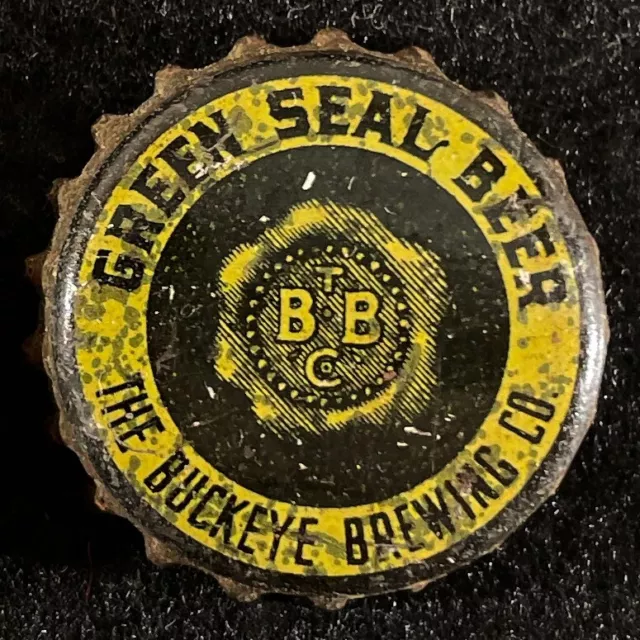 GREEN SEAL BEER
T
B B
C
THE BUCKEYE BREWING CO.